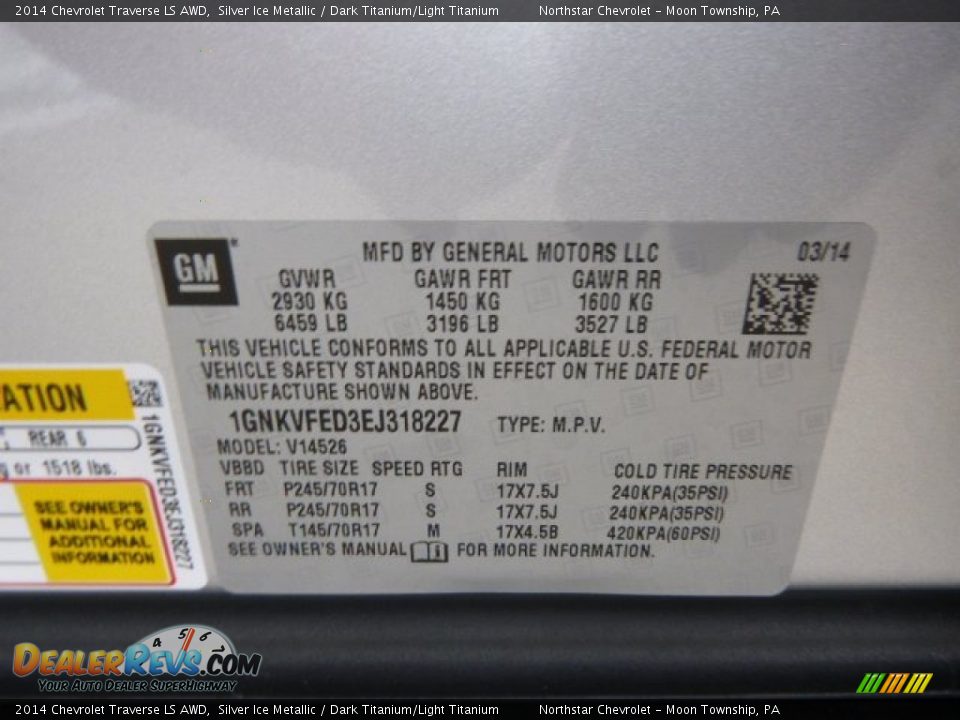 2014 Chevrolet Traverse LS AWD, Silver Ice Metallic / Dark Titanium/Light Titanium Northstar Chevrolet - Moon Township, PA
GM
MFD BY GENERAL MOTORS LLC 03/14
GVWR GAWR FRT GAWR RR
2930 KG 1450 KG 1600 KG
6459 LB 3196 LB 3527 LB
THIS VEHICLE CONFORMS TO ALL APPLICABLE U.S. FEDERAL MOTOR
VEHICLE SAFETY STANDARDS IN EFFECT ON THE DATE OF
MANUFACTURE SHOWN ABOVE.
1GNKVFED3EJ318227 TYPE: M.P.V.
MODEL: V14526
VBBD TIRE SIZE SPEED RTG RIM COLD TIRE PRESSURE
FRT P245/70R17 S 17X7.5J 240KPA(35PSI)
RR P245/70R17 S 17X7.5J 240KPA(35PSI)
SPA T145/70R17 M 17X4.5B 420KPA(60PSI)
SEE OWNER'S MANUAL FOR MORE INFORMATION.
ATION
REAR 6
or 1518 lbs.
SEE OWNER'S
MANUAL FOR
ADDITIONAL
INFORMATION
1GNKVFED3EJ318227
4 5 6
DEALERREVS.COM
YOUR AUTO DEALER SUPERHIGHWAY
2014 Chevrolet Traverse LS AWD, Silver Ice Metallic / Dark Titanium/Light Titanium Northstar Chevrolet - Moon Township, PA